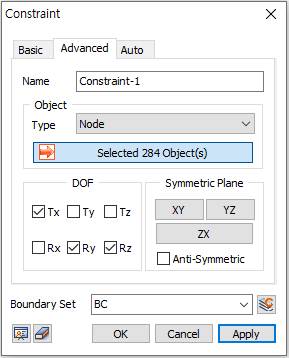 Constraint
Basic Advanced Auto
Name Constraint-1
Object
Type Node
Selected 284 Object(s)
DOF
Tx Ty Tz
Rx Ry Rz
Symmetric Plane
XY YZ
ZX
Anti-Symmetric
Boundary Set BC
OK Cancel Apply